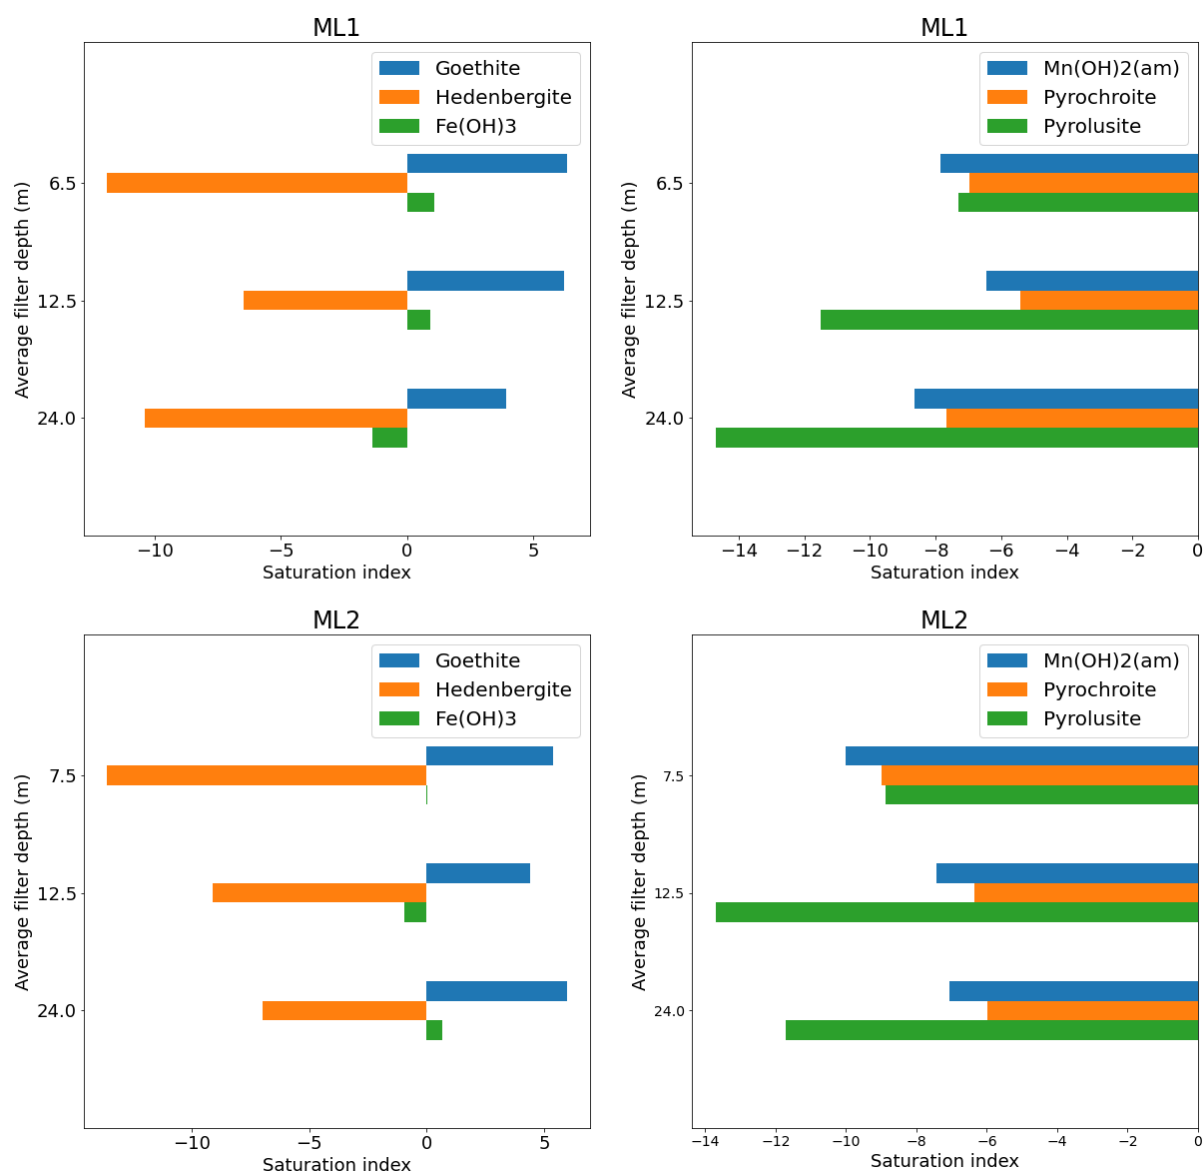 ML1
Goethite
Hedenbergite
Fe(OH)3
Average filter depth (m)
6.5
12.5
24.0
−10 −5 0 5
Saturation index
ML1
Mn(OH)2(am)
Pyrochroite
Pyrolusite
Average filter depth (m)
6.5
12.5
24.0
−14 −12 −10 −8 −6 −4 −2 0
Saturation index
ML2
Goethite
Hedenbergite
Fe(OH)3
Average filter depth (m)
7.5
12.5
24.0
−10 −5 0 5
Saturation index
ML2
Mn(OH)2(am)
Pyrochroite
Pyrolusite
Average filter depth (m)
7.5
12.5
24.0
−14 −12 −10 −8 −6 −4 −2 0
Saturation index